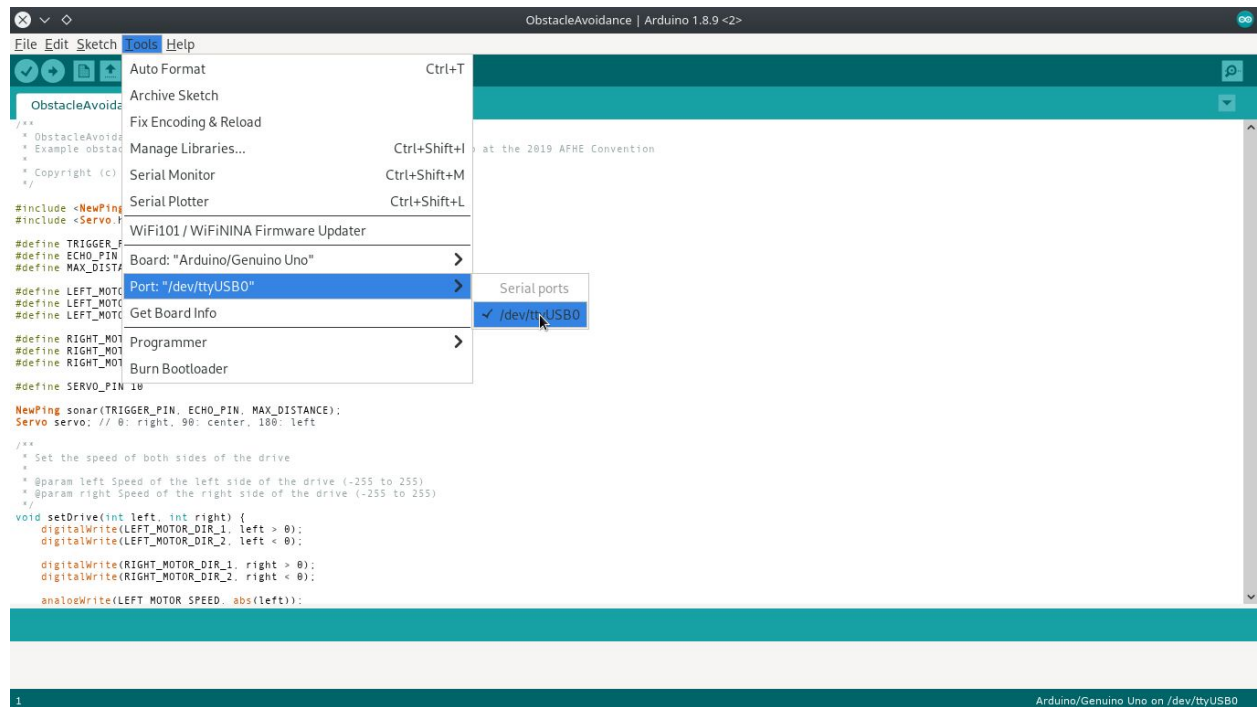 ObstacleAvoidance | Arduino 1.8.9 <2>
File Edit Sketch Tools Help
Auto Format Ctrl+T
Archive Sketch
Fix Encoding & Reload
Manage Libraries... Ctrl+Shift+I
Serial Monitor Ctrl+Shift+M
Serial Plotter Ctrl+Shift+L
WiFi101 / WiFiNINA Firmware Updater
Board: "Arduino/Genuino Uno"
Port: "/dev/ttyUSB0"
Serial ports
✓ /dev/ttyUSB0
Get Board Info
Programmer
Burn Bootloader
ObstacleAvoida
/**
* ObstacleAvoida
* Example obstac at the 2019 AFHE Convention
*
* Copyright (c)
*/
#include <NewPing
#include <Servo.h
#define TRIGGER_P
#define ECHO_PIN
#define MAX_DISTA
#define LEFT_MOTO
#define LEFT_MOTO
#define LEFT_MOTO
#define RIGHT_MOT
#define RIGHT_MOT
#define RIGHT_MOT
#define SERVO_PIN 10
NewPing sonar(TRIGGER_PIN, ECHO_PIN, MAX_DISTANCE);
Servo servo; // 0: right, 90: center, 180: left
/**
* Set the speed of both sides of the drive
*
* @param left Speed of the left side of the drive (-255 to 255)
* @param right Speed of the right side of the drive (-255 to 255)
*/
void setDrive(int left, int right) {
digitalWrite(LEFT_MOTOR_DIR_1, left > 0);
digitalWrite(LEFT_MOTOR_DIR_2, left < 0);
digitalWrite(RIGHT_MOTOR_DIR_1, right > 0);
digitalWrite(RIGHT_MOTOR_DIR_2, right < 0);
analogWrite(LEFT_MOTOR_SPEED, abs(left));
1
Arduino/Genuino Uno on /dev/ttyUSB0